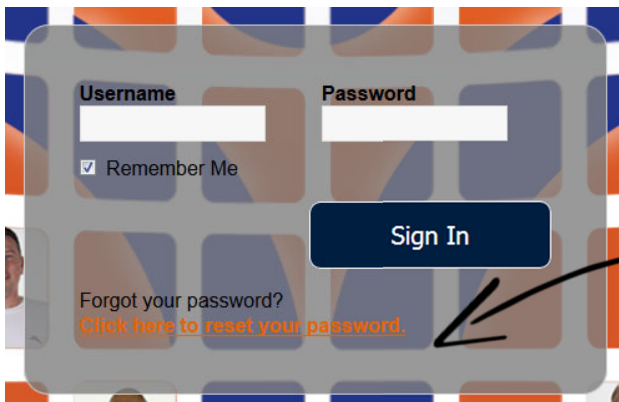 Username Password
Remember Me
Sign In
Forgot your password?
Click here to reset your password.